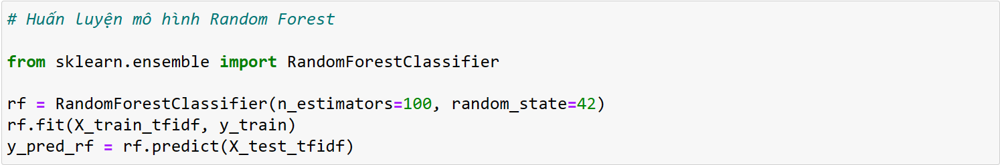 # Huấn luyện mô hình Random Forest
from sklearn.ensemble import RandomForestClassifier
rf = RandomForestClassifier(n_estimators=100, random_state=42)
rf.fit(X_train_tfidf, y_train)
y_pred_rf = rf.predict(X_test_tfidf)